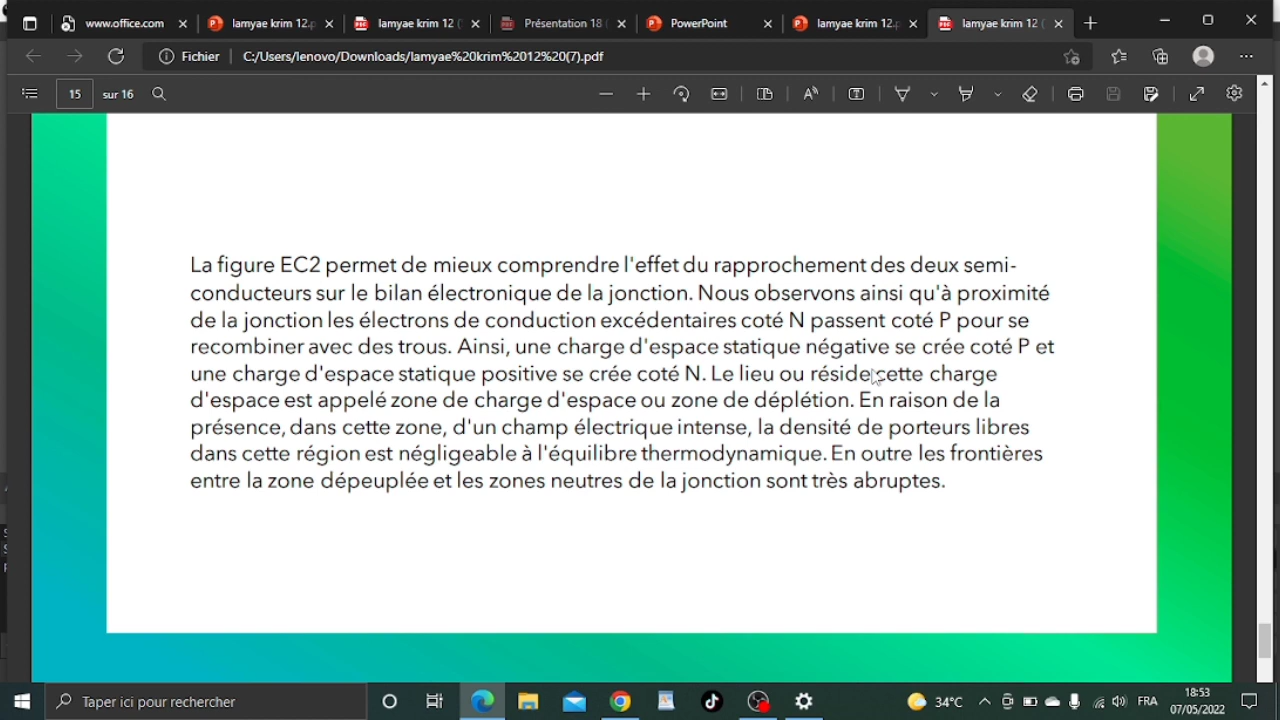 www.office.com
lamyae krim 12.p
lamyae krim 12 (
Présentation 18 (
PowerPoint
lamyae krim 12.p
lamyae krim 12 (
Fichier
C:/Users/lenovo/Downloads/lamyae%20krim%2012%20(7).pdf
15 sur 16
La figure EC2 permet de mieux comprendre l'effet du rapprochement des deux semi-
conducteurs sur le bilan électronique de la jonction. Nous observons ainsi qu'à proximité
de la jonction les électrons de conduction excédentaires coté N passent coté P pour se
recombiner avec des trous. Ainsi, une charge d'espace statique négative se crée coté P et
une charge d'espace statique positive se crée coté N. Le lieu ou réside cette charge
d'espace est appelé zone de charge d'espace ou zone de déplétion. En raison de la
présence, dans cette zone, d'un champ électrique intense, la densité de porteurs libres
dans cette région est négligeable à l'équilibre thermodynamique. En outre les frontières
entre la zone dépeuplée et les zones neutres de la jonction sont très abruptes.
Taper ici pour rechercher
34°C
FRA
18:53
07/05/2022